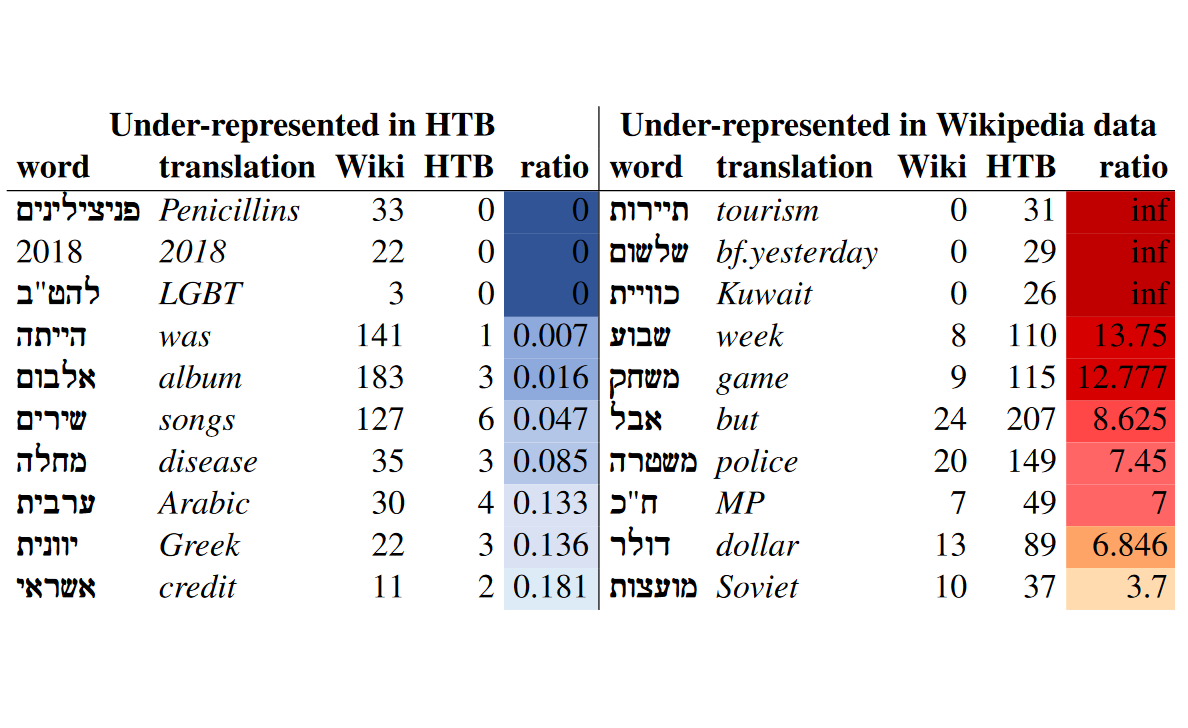 Under-represented in HTB Under-represented in Wikipedia data
word translation Wiki HTB ratio word translation Wiki HTB ratio
פניצילינים Penicillins 33 0 0 תיירות tourism 0 31 inf
2018 2018 22 0 0 שלשום bf.yesterday 0 29 inf
להט"ב LGBT 3 0 0 כוויית Kuwait 0 26 inf
הייתה was 141 1 0.007 שבוע week 8 110 13.75
אלבום album 183 3 0.016 משחק game 9 115 12.777
שירים songs 127 6 0.047 אבל but 24 207 8.625
מחלה disease 35 3 0.085 משטרה police 20 149 7.45
ערבית Arabic 30 4 0.133 ח"כ MP 7 49 7
יוונית Greek 22 3 0.136 דולר dollar 13 89 6.846
אשראי credit 11 2 0.181 מועצות Soviet 10 37 3.7